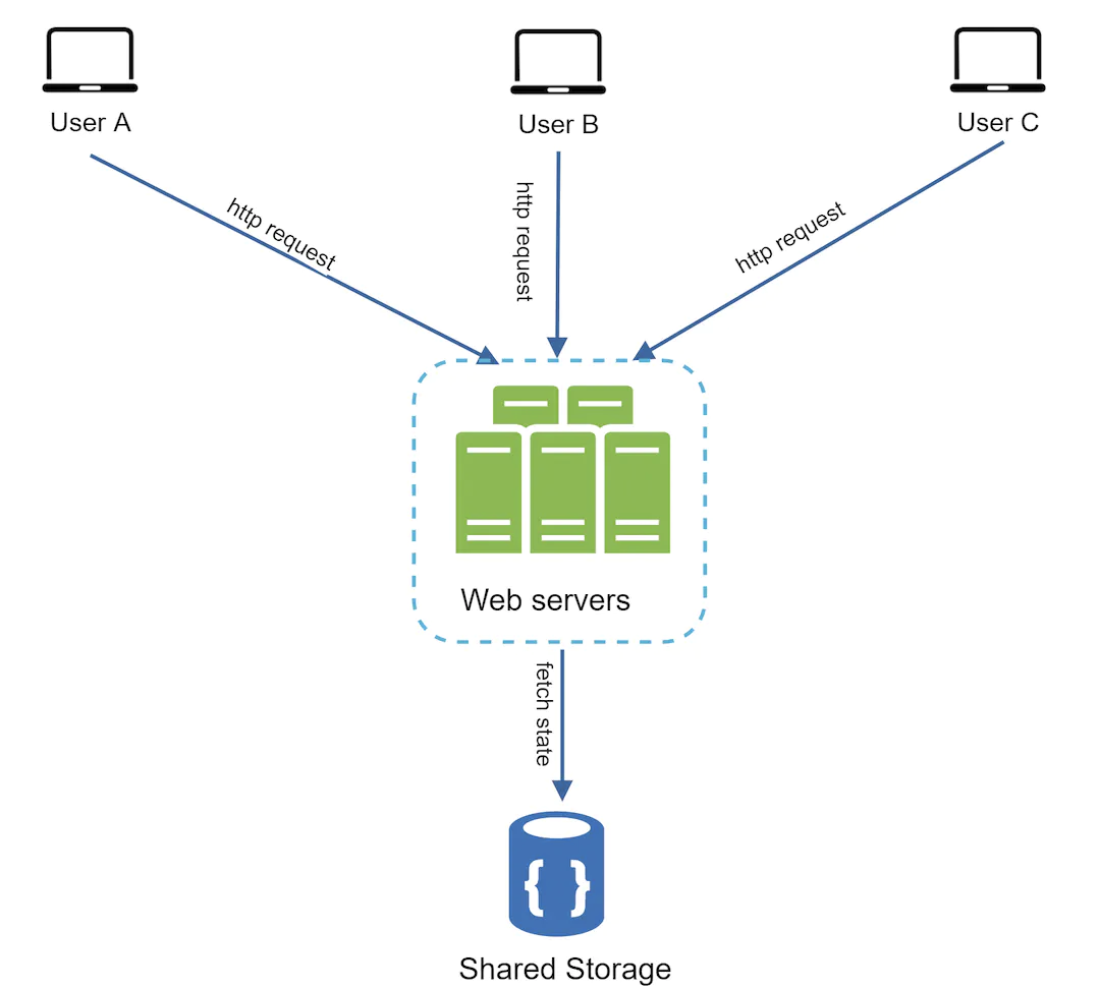 User A
User B
User C
http request
http request
http request
Web servers
fetch state
Shared Storage